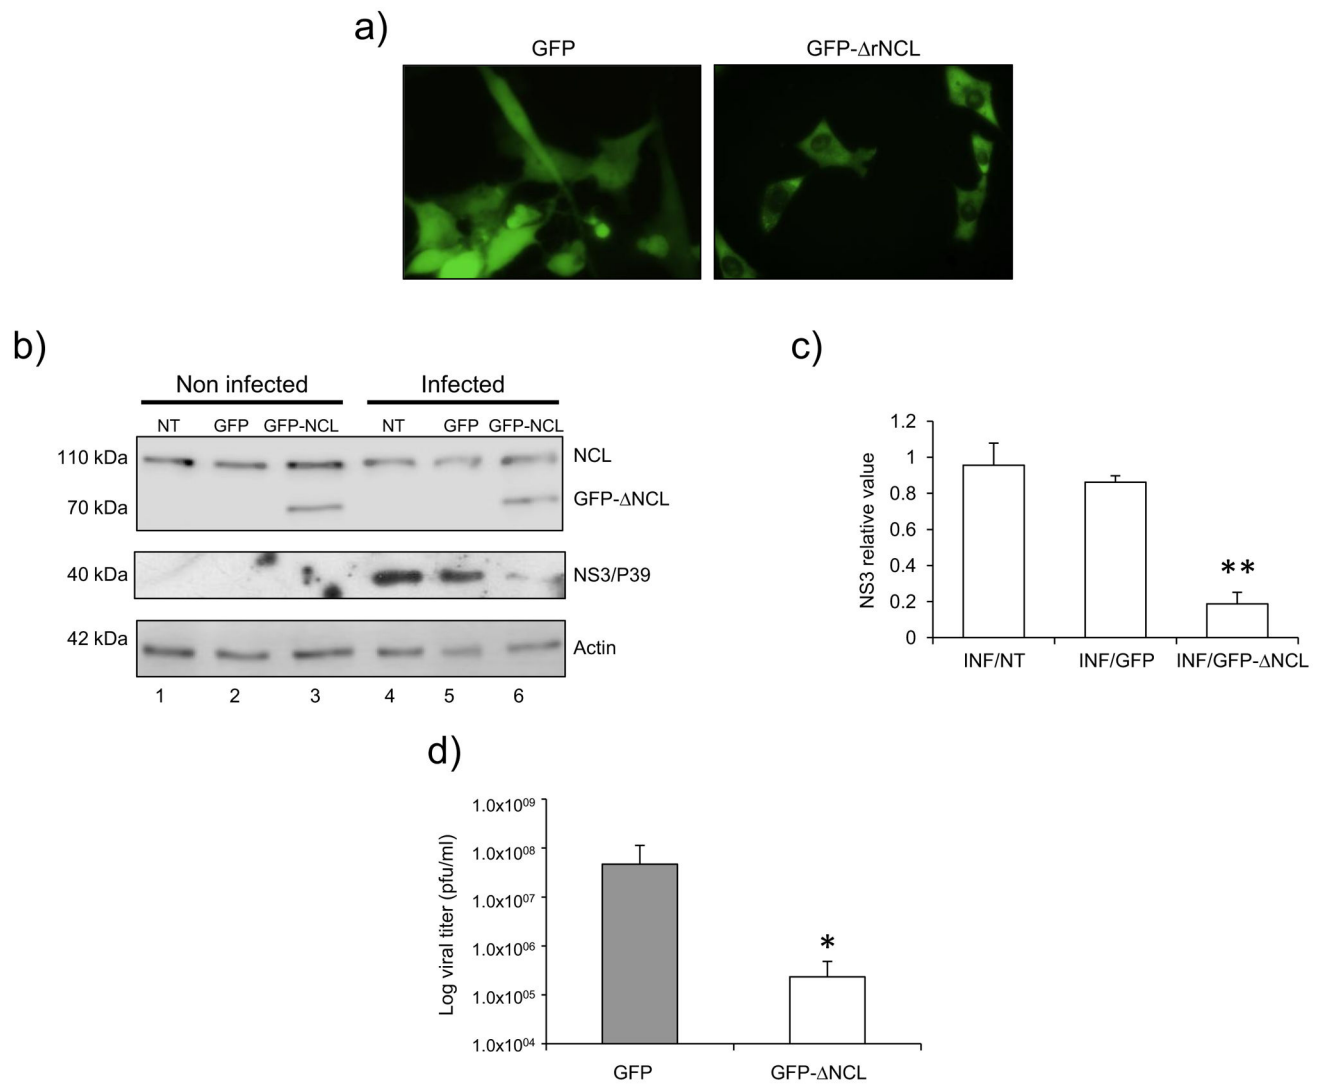 a)
GFP GFP-ΔrNCL
b)
Non infected Infected
NT GFP GFP-NCL NT GFP GFP-NCL
110 kDa NCL
70 kDa GFP-ΔNCL
40 kDa NS3/P39
42 kDa Actin
1 2 3 4 5 6
c)
NS3 relative value
1.2
1
0.8
0.6
0.4
0.2
0
**
INF/NT INF/GFP INF/GFP-ΔNCL
d)
Log viral titer (pfu/ml)
1.0x10⁰⁹
1.0x10⁰⁸
1.0x10⁰⁷
1.0x10⁰⁶
1.0x10⁰⁵
1.0x10⁰⁴
*
GFP GFP-ΔNCL